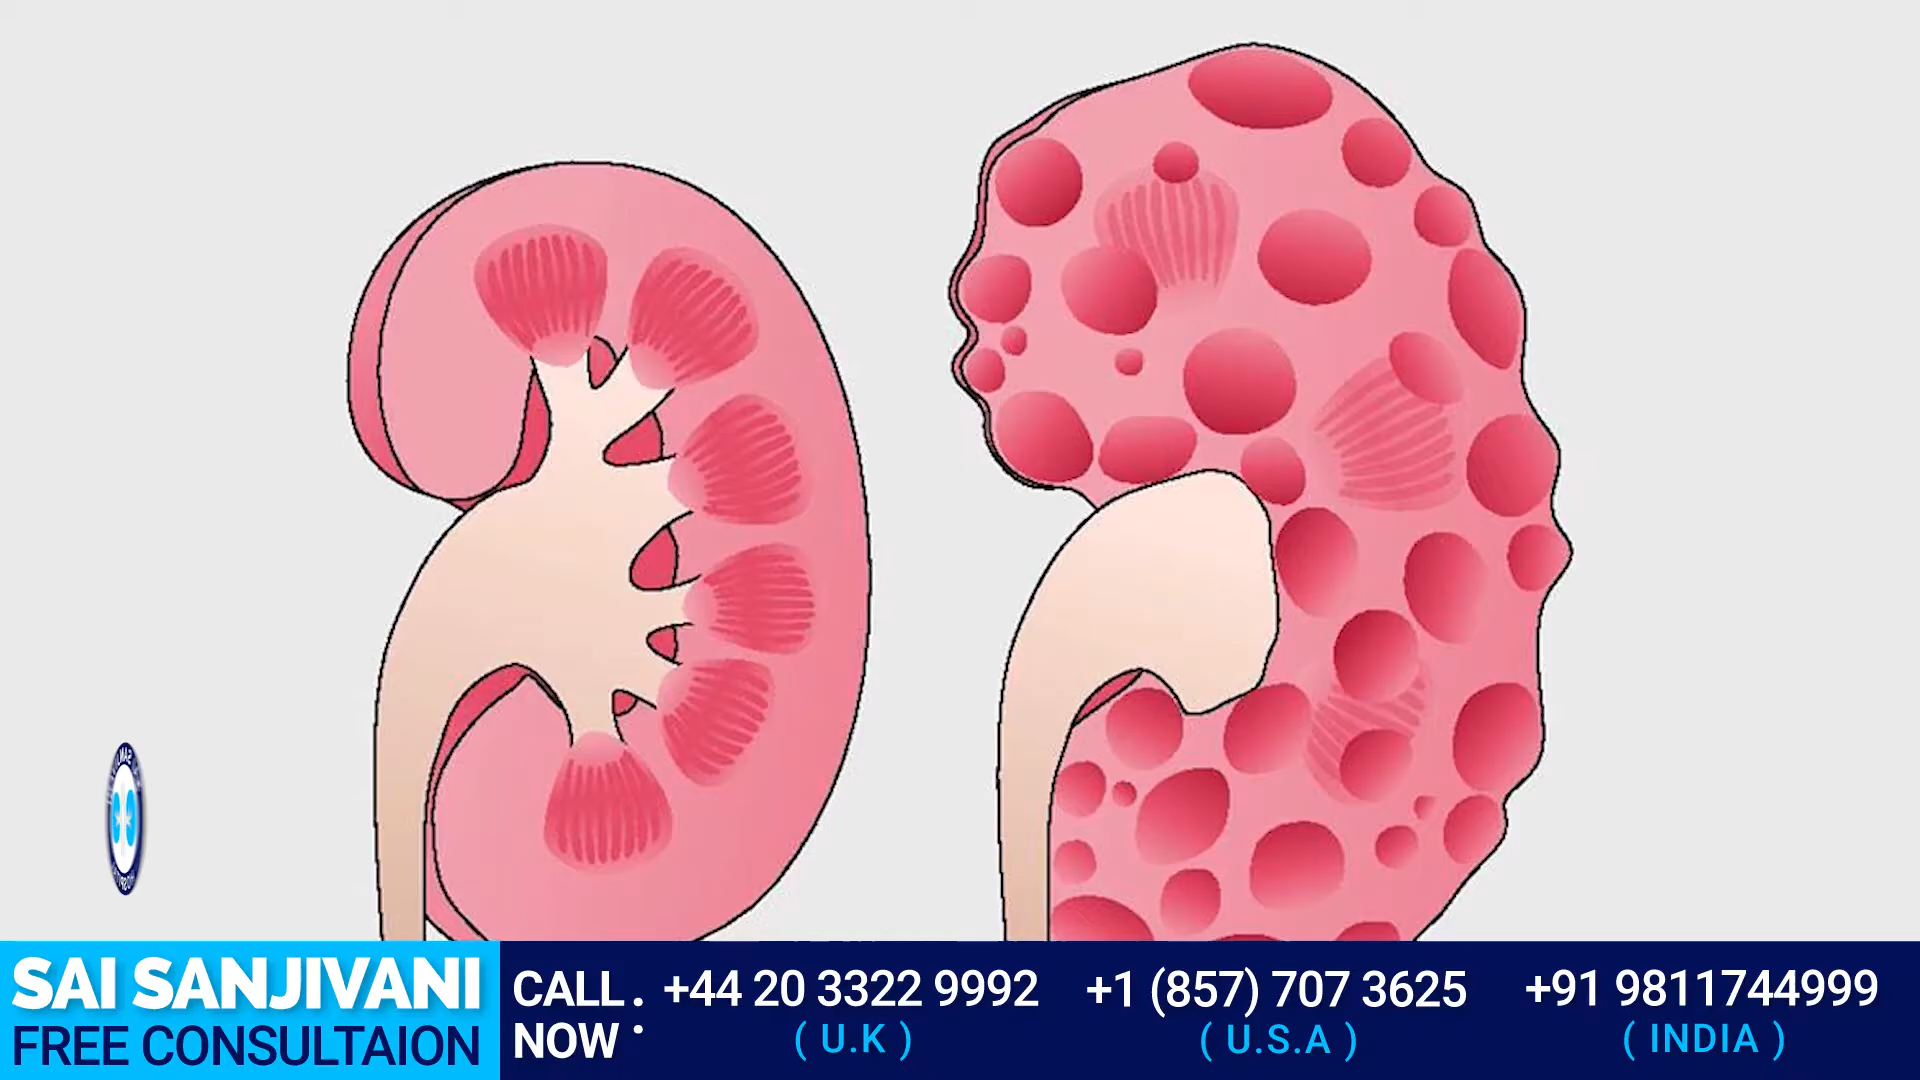 SAI SANJIVANI
FREE CONSULTAION
CALL NOW :
+44 20 3322 9992
( U.K )
+1 (857) 707 3625
( U.S.A )
+91 9811744999
( INDIA )